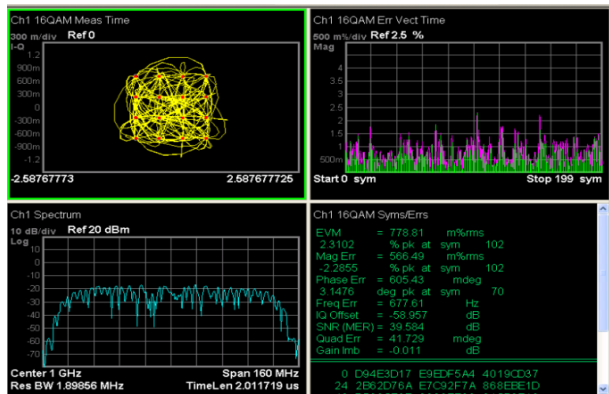 Ch1 16QAM Meas Time
300 m/div Ref 0
I-Q
1.2
900m
600m
300m
0
-300m
-600m
-900m
-1.2
-2.58767773 2.587677725
Ch1 16QAM Err Vect Time
500 m%/div Ref 2.5 %
Mag
4
3.5
3
2.5
2
1.5
1
500m
Start 0 sym Stop 199 sym
Ch1 Spectrum
10 dB/div Ref 20 dBm
Log
10
0
-10
-20
-30
-40
-50
-60
-70
Center 1 GHz Span 160 MHz
Res BW 1.89856 MHz TimeLen 2.011719 us
Ch1 16QAM Syms/Errs
EVM = 778.81 m%rms
2.3102 % pk at sym 102
Mag Err = 566.49 m%rms
-2.2855 % pk at sym 102
Phase Err = 605.43 mdeg
3.1476 deg pk at sym 70
Freq Err = 677.61 Hz
IQ Offset = -58.957 dB
SNR (MER) = 39.584 dB
Quad Err = 41.729 mdeg
Gain Imb = -0.011 dB
0 D94E3D17 E9EDF5A4 4019CD37
24 2B62D76A E7C92F7A 868EBE1D